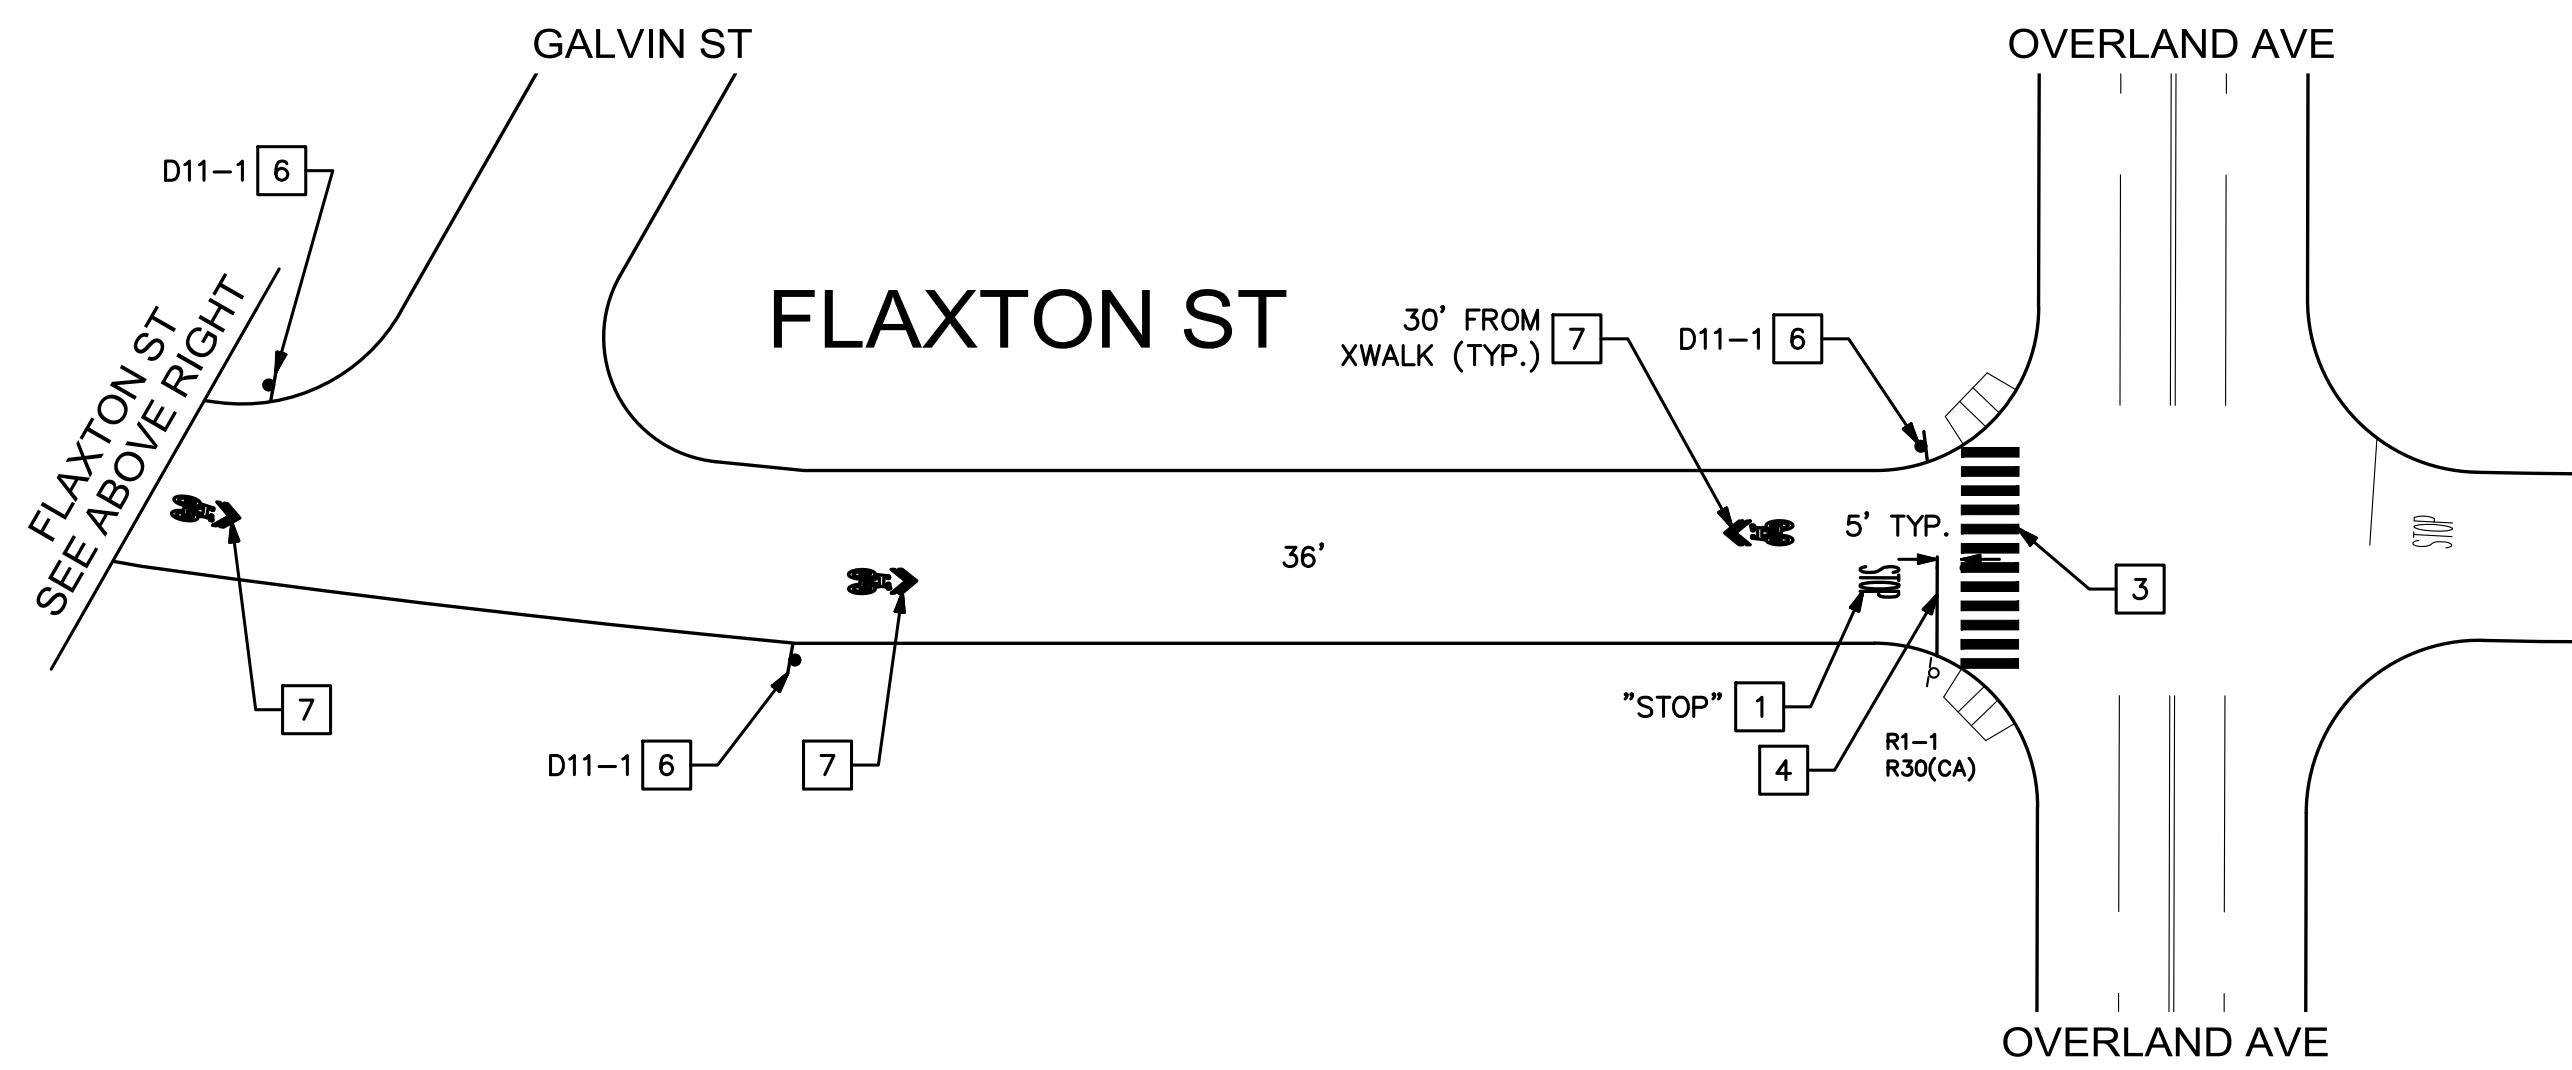 GALVIN ST
OVERLAND AVE
D11-1 6
FLAXTON ST
SEE ABOVE RIGHT
FLAXTON ST
30' FROM
XWALK (TYP.) 7
D11-1 6
5' TYP.
36'
STOP
STOP
3
7
"STOP" 1
D11-1 6
7
4
R1-1
R30(CA)
OVERLAND AVE